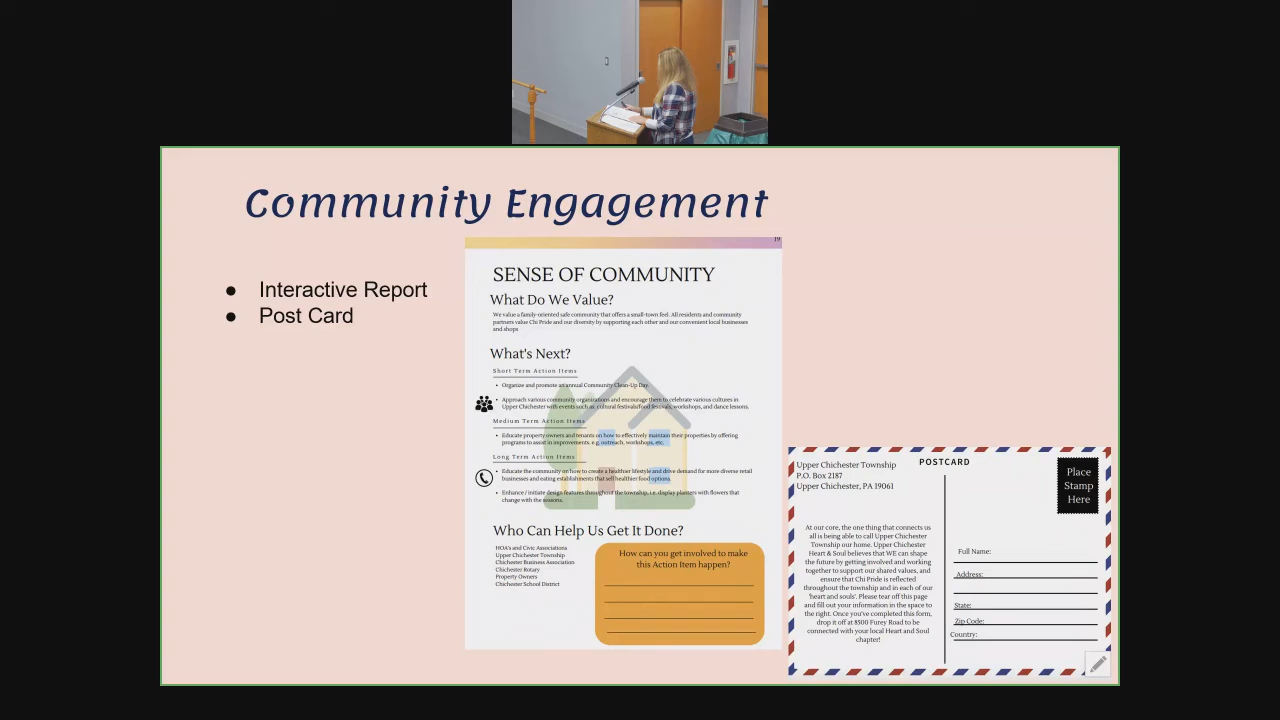 Community Engagement
● Interactive Report
● Post Card
19
SENSE OF COMMUNITY
What Do We Value?
We value a family-oriented safe community that offers a small-town feel. All residents and community
partners value Chi Pride and our diversity by supporting each other and our convenient local businesses
and shops
What's Next?
Short Term Action Items
• Organize and promote an annual Community Clean-Up Day.
• Approach various community organizations and encourage them to celebrate various cultures in
Upper Chichester with events such as: cultural festivals/food festivals, workshops, and dance lessons.
Medium Term Action Items
• Educate property owners and tenants on how to effectively maintain their properties by offering
programs to assist in improvements. e.g. outreach, workshops, etc.
Long Term Action Items
• Educate the community on how to create a healthier lifestyle and drive demand for more diverse retail
businesses and eating establishments that sell healthier food options.
• Enhance / initiate design features throughout the township, i.e. display planters with flowers that
change with the seasons.
Who Can Help Us Get It Done?
HOA's and Civic Associations
Upper Chichester Township
Chichester Business Association
Chichester Rotary
Property Owners
Chichester School District
How can you get involved to make
this Action Item happen?
POSTCARD
Upper Chichester Township
P.O. Box 2187
Upper Chichester, PA 19061
Place
Stamp
Here
At our core, the one thing that connects us
all is being able to call Upper Chichester
Township our home. Upper Chichester
Heart & Soul believes that WE can shape
the future by getting involved and working
together to support our shared values, and
ensure that Chi Pride is reflected
throughout the township and in each of our
'heart and souls'. Please tear off this page
and fill out your information in the space to
the right. Once you've completed this form,
drop it off at 8500 Furey Road to be
connected with your local Heart and Soul
chapter!
Full Name:
Address:
State:
Zip Code:
Country: